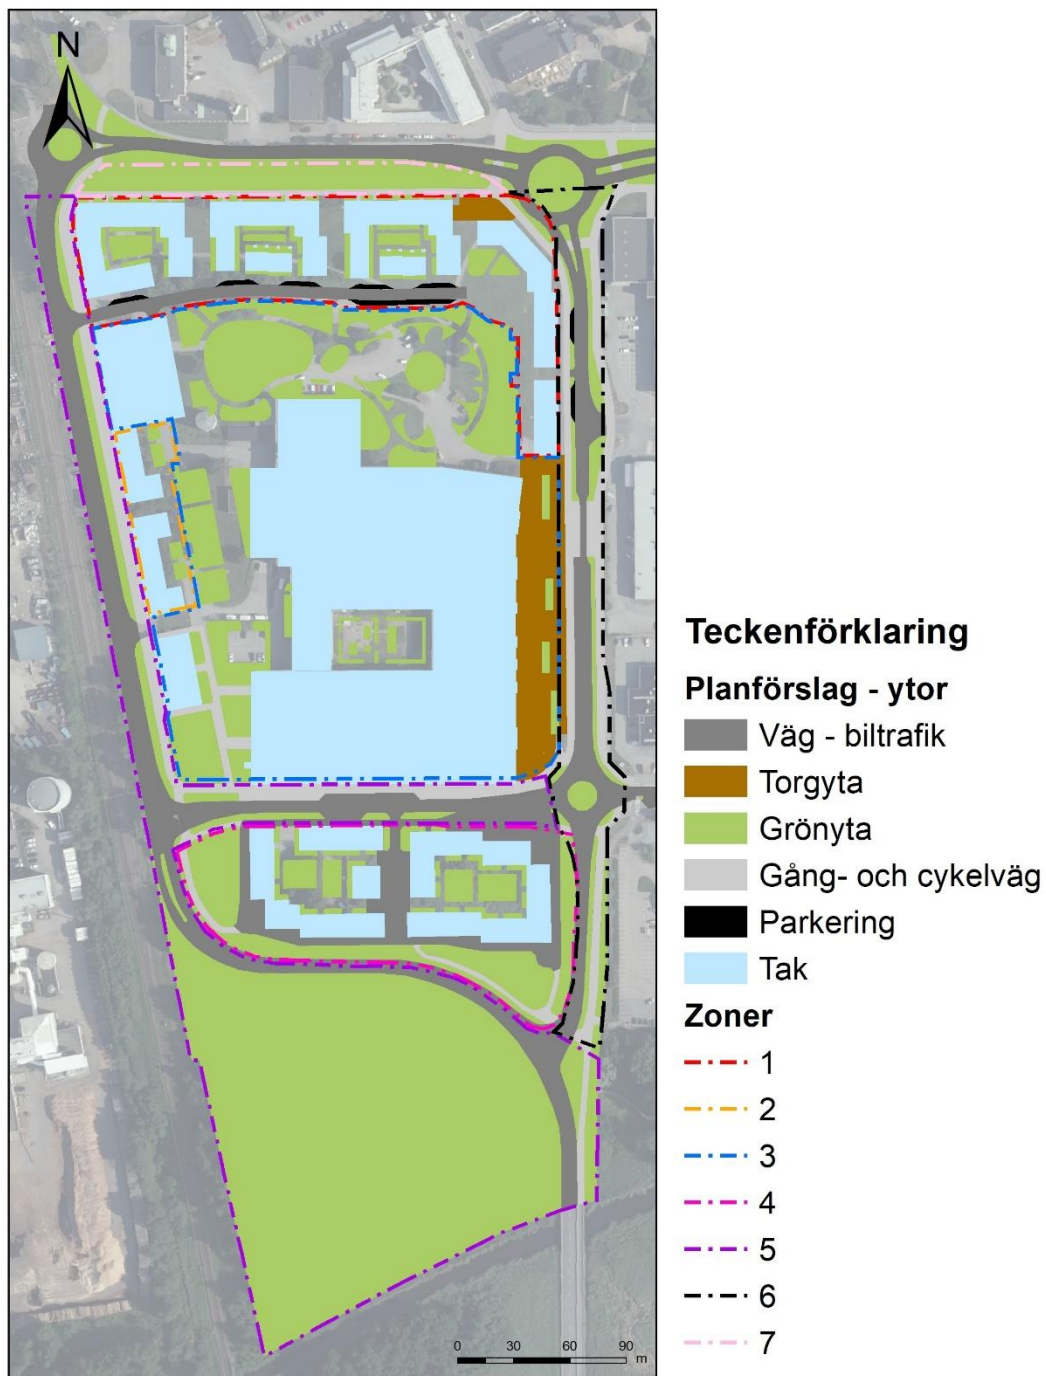 N
Teckenförklaring
Planförslag - ytor
Väg - biltrafik
Torgyta
Grönyta
Gång- och cykelväg
Parkering
Tak
Zoner
1
2
3
4
5
6
7
0 30 60 90
m